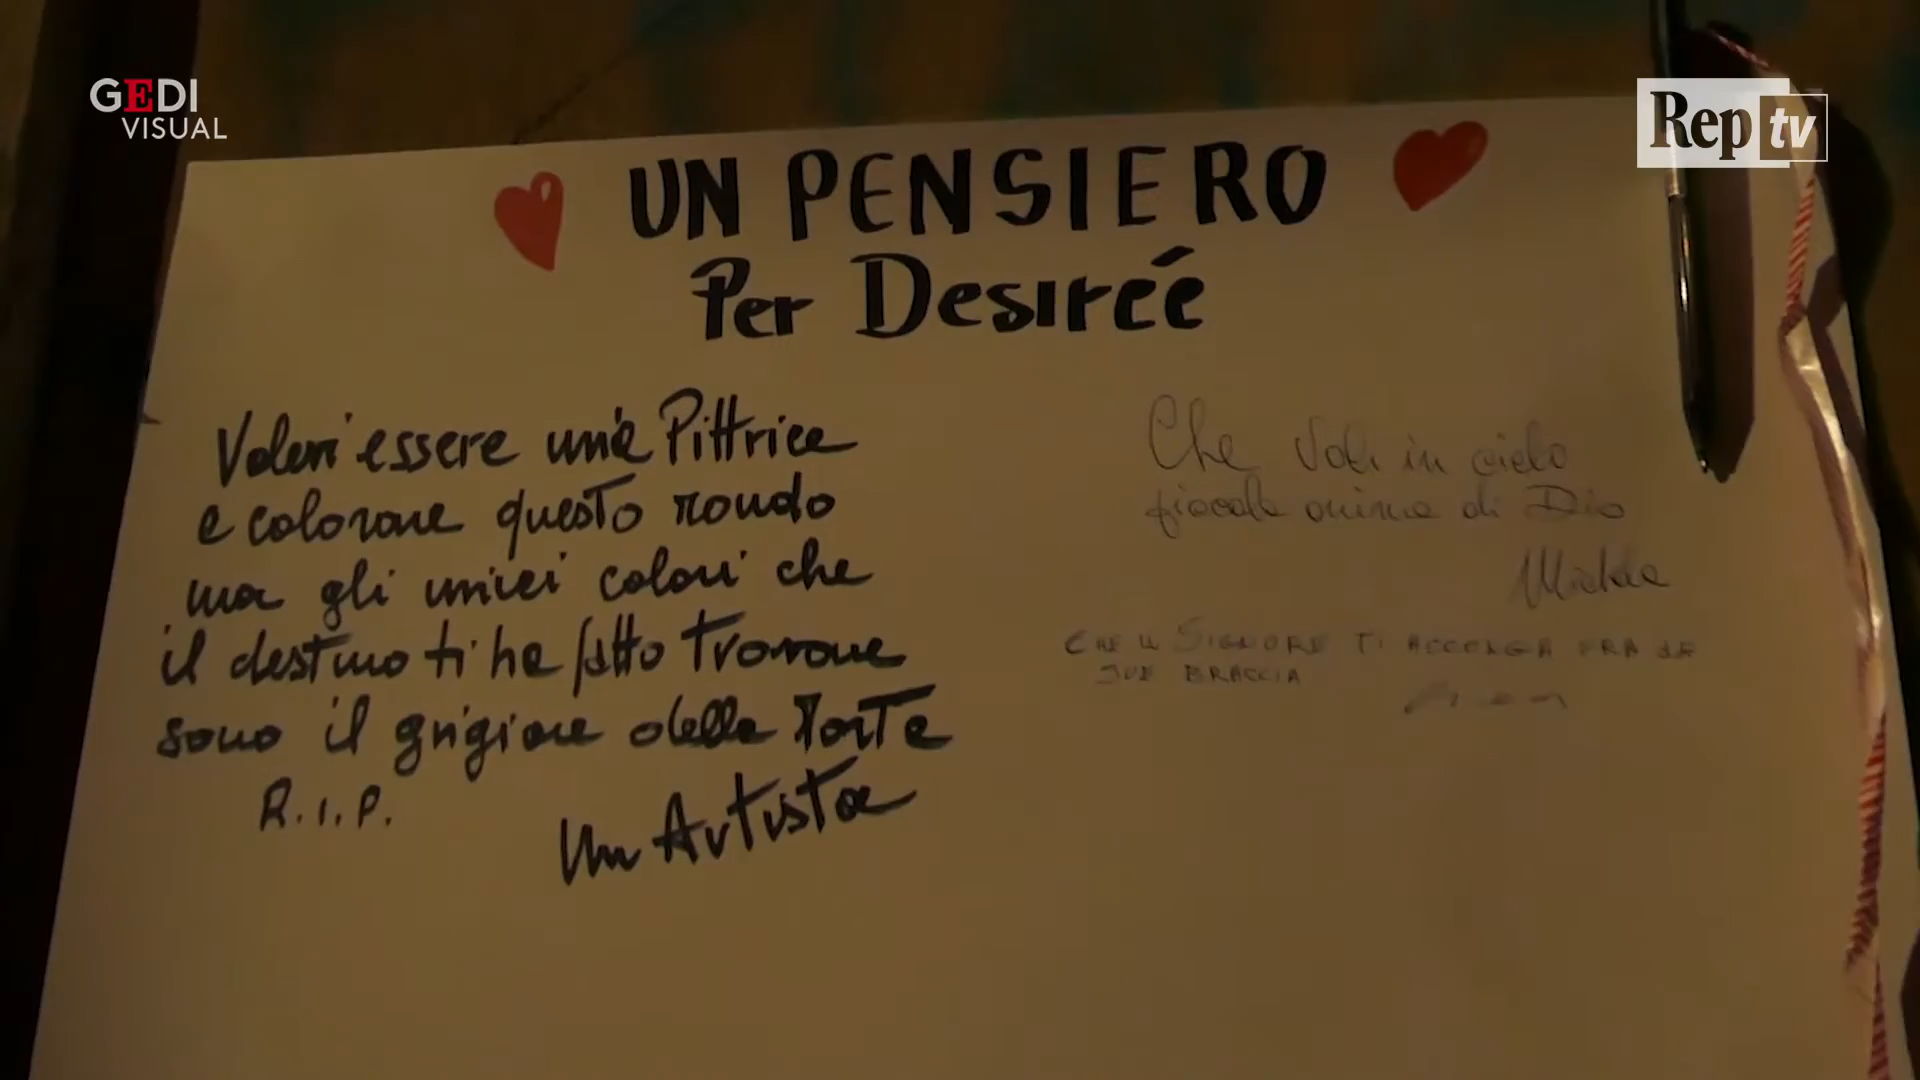 GEDI
VISUAL
Rep tv
UN PENSIERO
Per Desireé
Vorrei essere una Pittrice
e colorare questo mondo
ma gli unici colori che
il destino ti ha fatto trovare
sono il grigiore della morte
R.I.P.
Un Artista
Che Voli in cielo
piccola anima di Dio
CHE IL SIGNORE TI ACCOLGA FRA LE
SUE BRACCIA